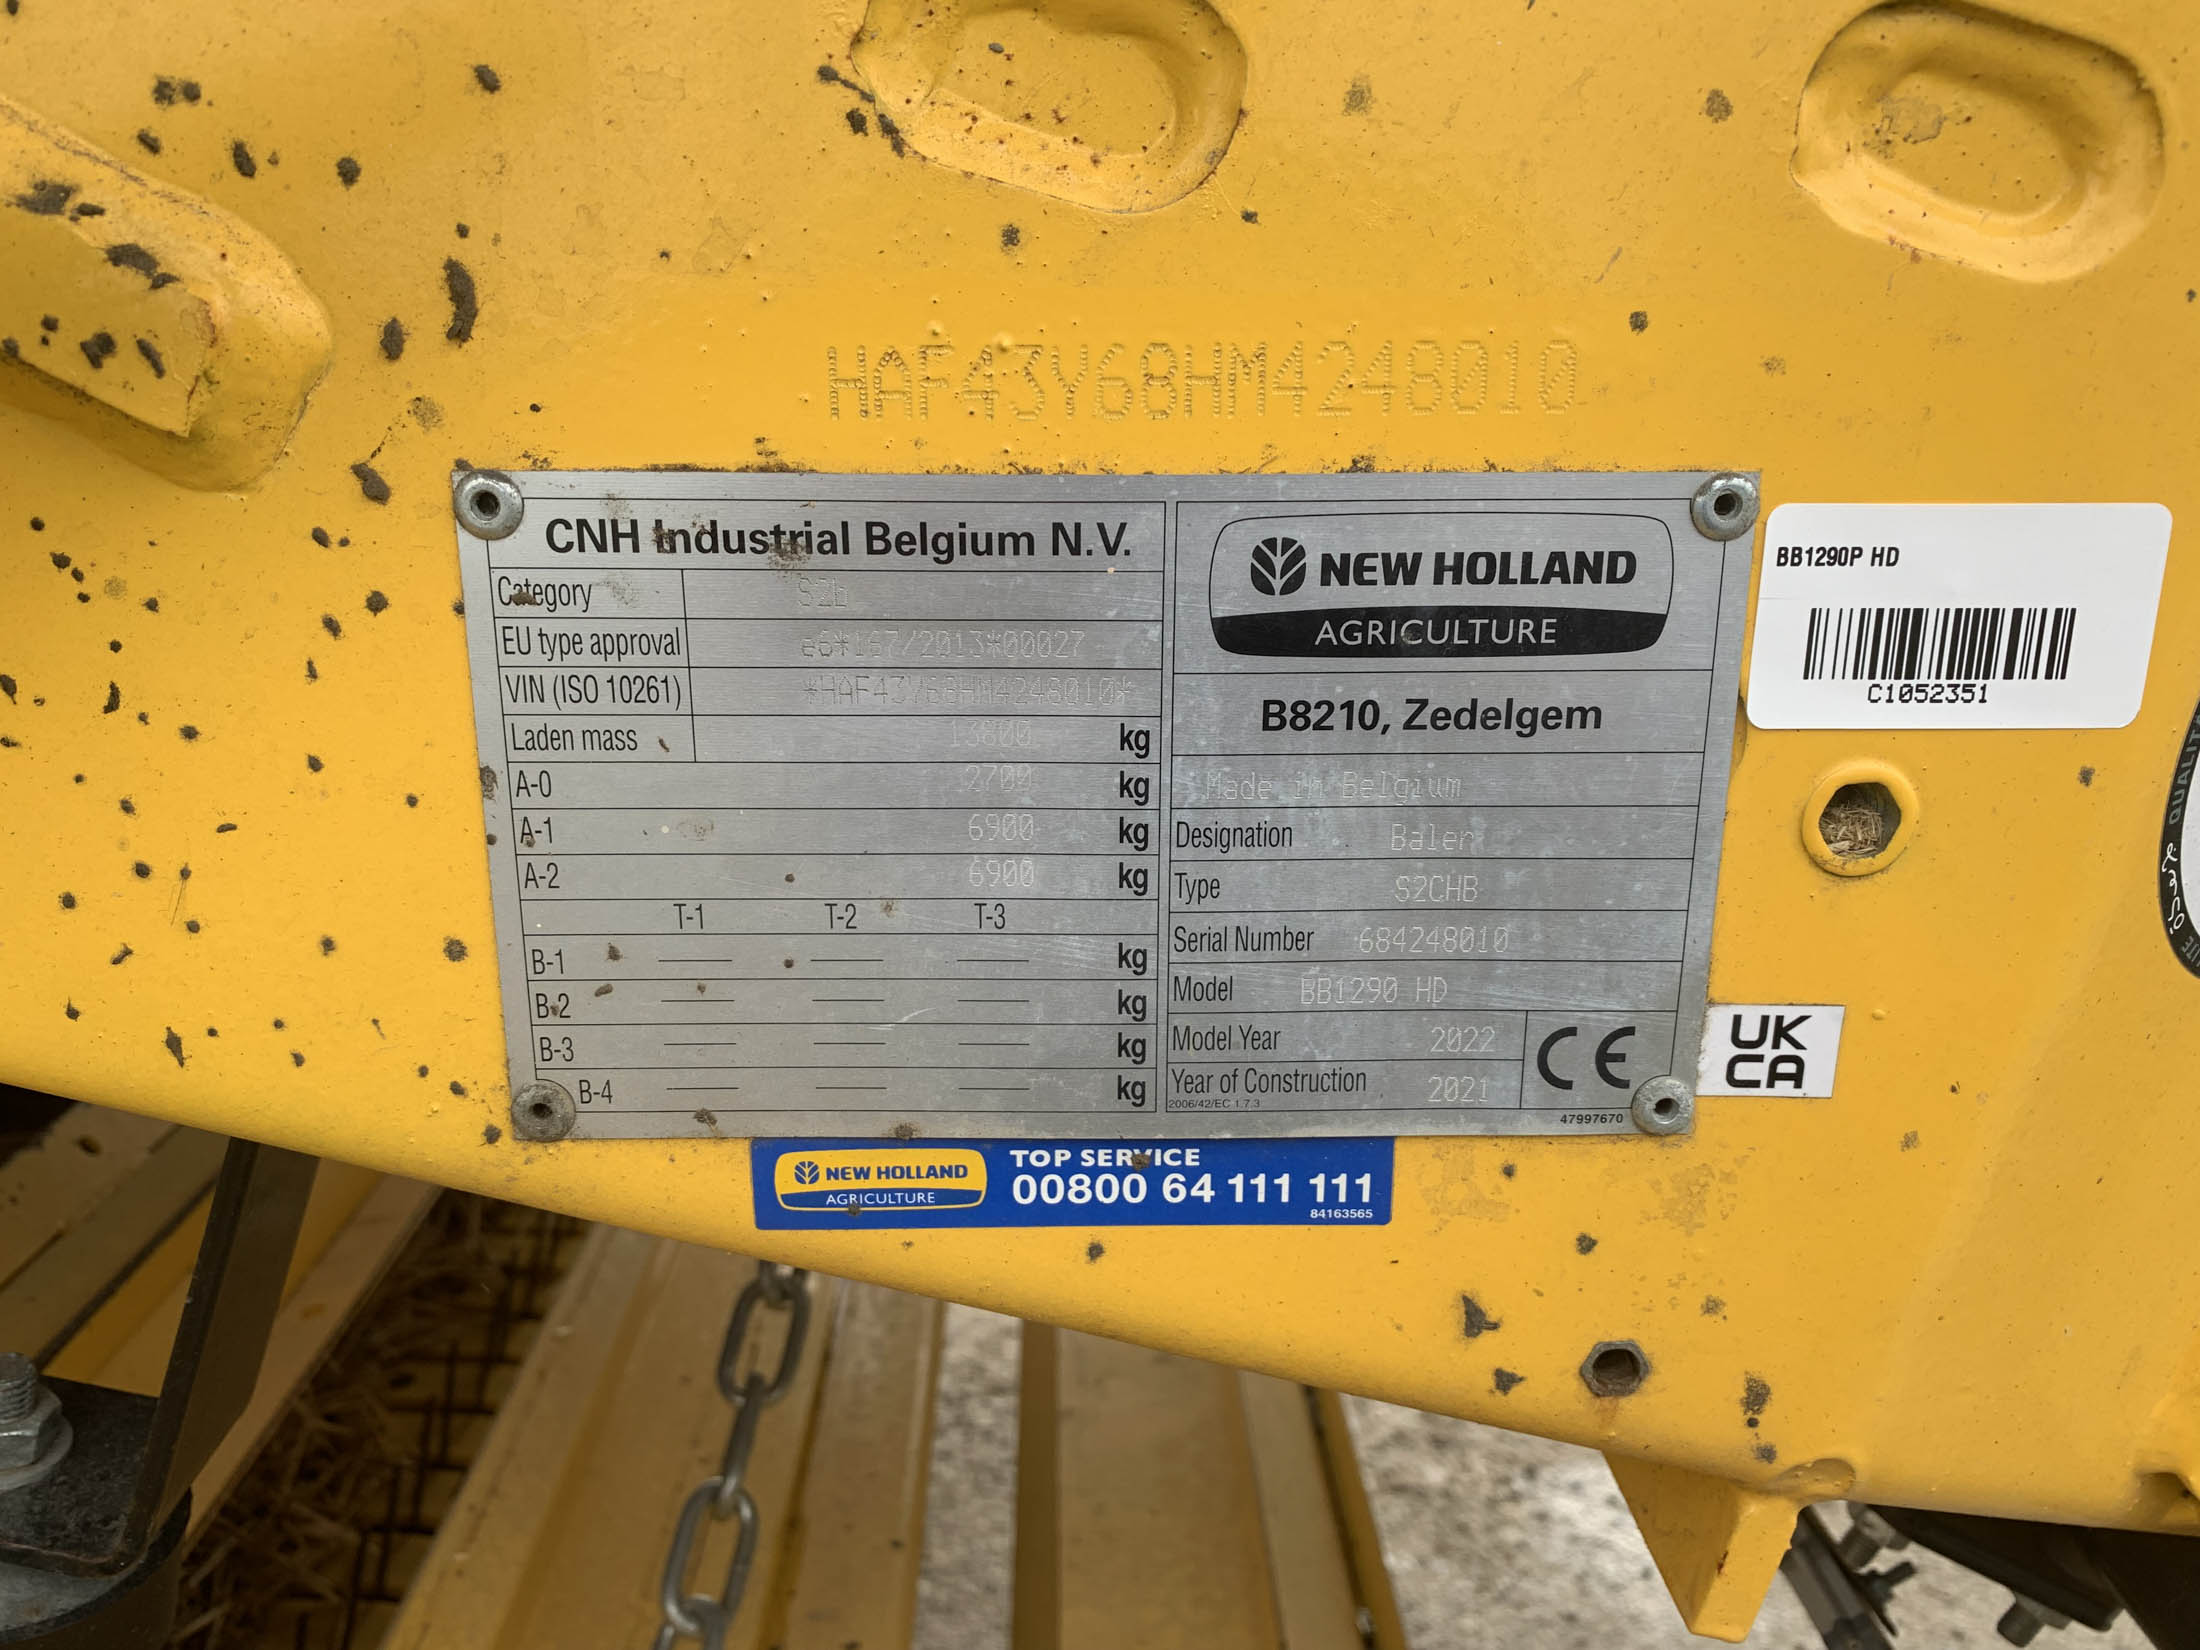 HAF43Y68HM4248010
CNH Industrial Belgium N.V.
Category S2b
EU type approval e6*167/2013*00027
VIN (ISO 10261) *HAF43Y68HM4248010*
Laden mass 13800 kg
A-0 2700 kg
A-1 6900 kg
A-2 6900 kg
T-1 T-2 T-3
B-1 kg
B-2 kg
B-3 kg
B-4 kg
NEW HOLLAND
AGRICULTURE
B8210, Zedelgem
Made in Belgium
Designation Baler
Type S2CHB
Serial Number 684248010
Model BB1290 HD
Model Year 2022
Year of Construction 2021
2006/42/EC 1.7.3
CE
47997670
BB1290P HD
C1052351
UK
CA
NEW HOLLAND
AGRICULTURE
TOP SERVICE
00800 64 111 111
84163565
QUALIT